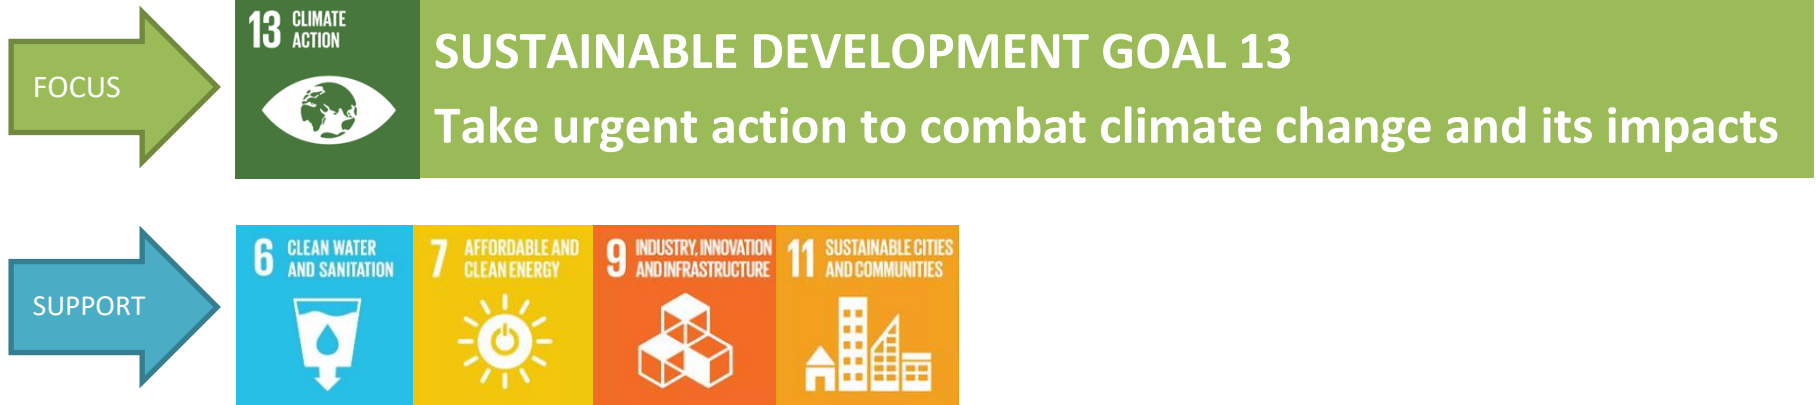 FOCUS
13 CLIMATE
ACTION
SUSTAINABLE DEVELOPMENT GOAL 13
Take urgent action to combat climate change and its impacts
SUPPORT
6 CLEAN WATER
AND SANITATION
7 AFFORDABLE AND
CLEAN ENERGY
9 INDUSTRY, INNOVATION
AND INFRASTRUCTURE
11 SUSTAINABLE CITIES
AND COMMUNITIES